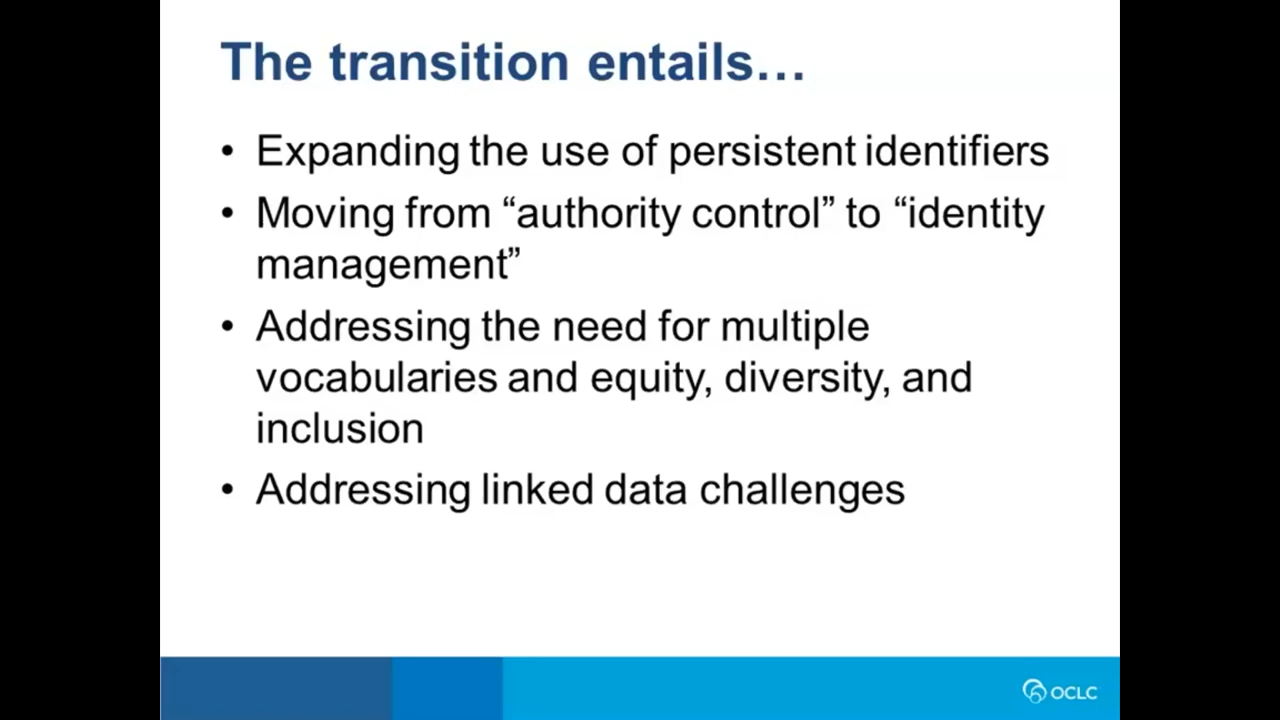 The transition entails…
• Expanding the use of persistent identifiers
• Moving from “authority control” to “identity
management”
• Addressing the need for multiple
vocabularies and equity, diversity, and
inclusion
• Addressing linked data challenges
OCLC